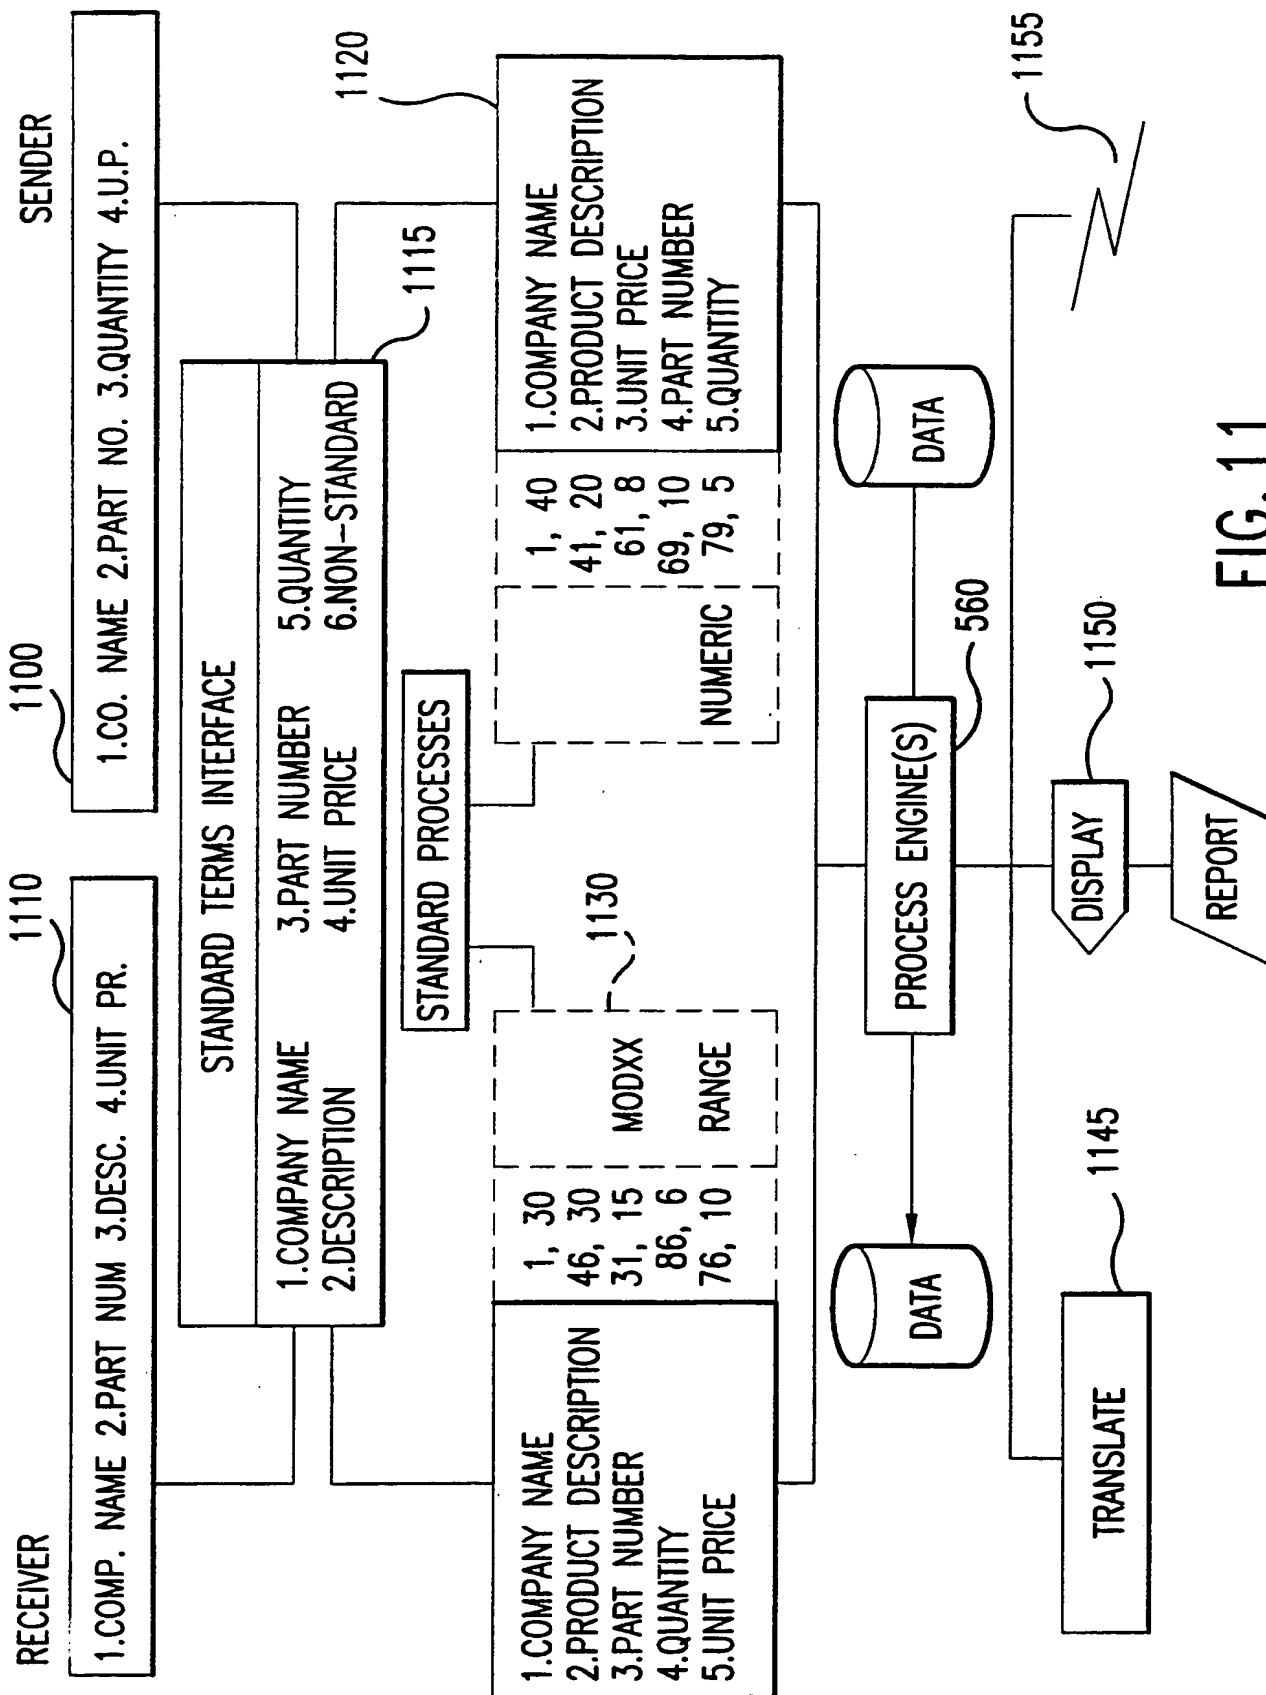 RECEIVER
SENDER
1110
1100
1.COMP. NAME 2.PART NUM 3.DESC. 4.UNIT PR.
1.CO. NAME 2.PART NO. 3.QUANTITY 4.U.P.
STANDARD TERMS INTERFACE
1.COMPANY NAME 3.PART NUMBER 5.QUANTITY
2.DESCRIPTION 4.UNIT PRICE 6.NON-STANDARD
1115
STANDARD PROCESSES
1120
1130
1.COMPANY NAME 1, 30
2.PRODUCT DESCRIPTION 46, 30
3.PART NUMBER 31, 15 MODXX
4.QUANTITY 86, 6
5.UNIT PRICE 76, 10 RANGE
1, 40 1.COMPANY NAME
41, 20 2.PRODUCT DESCRIPTION
61, 8 3.UNIT PRICE
69, 10 4.PART NUMBER
NUMERIC 79, 5 5.QUANTITY
DATA
PROCESS ENGINE(S)
560
DATA
1145
TRANSLATE
DISPLAY
1150
1155
REPORT
FIG. 11